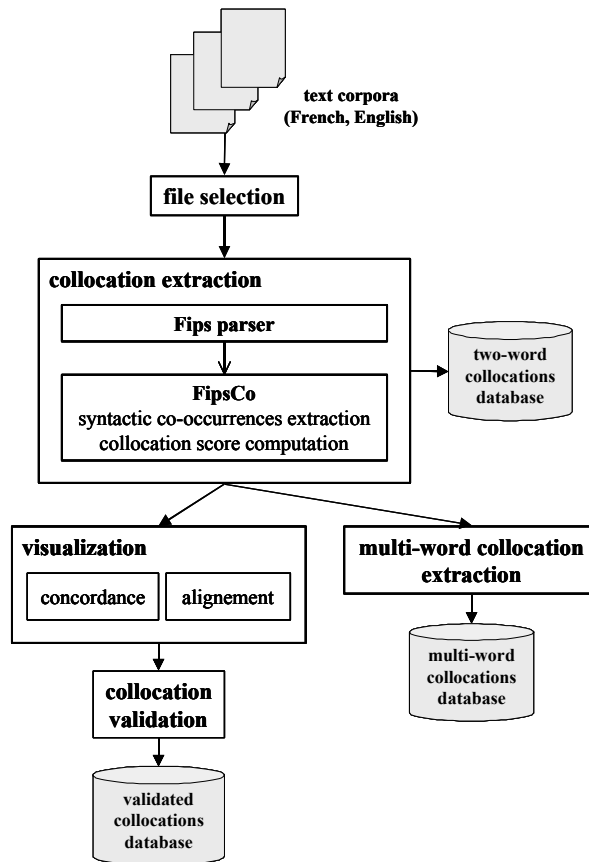 text corpora
(French, English)
file selection
collocation extraction
Fips parser
FipsCo
syntactic co-occurrences extraction
collocation score computation
two-word
collocations
database
visualization
concordance
alignement
multi-word collocation
extraction
multi-word
collocations
database
collocation
validation
validated
collocations
database